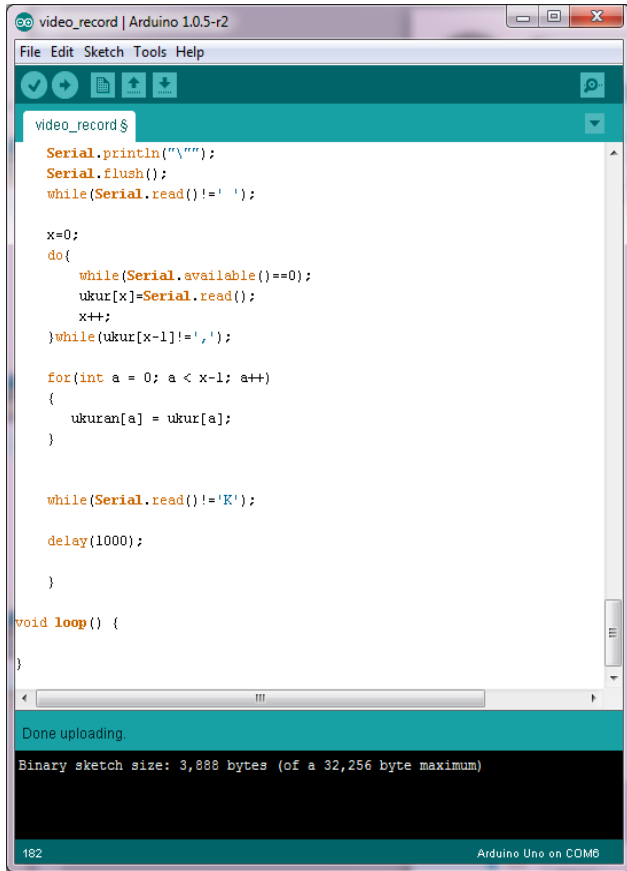 video_record | Arduino 1.0.5-r2
File Edit Sketch Tools Help
video_record §
Serial.println("\"");
Serial.flush();
while(Serial.read()!=' ');
x=0;
do{
while(Serial.available()==0);
ukur[x]=Serial.read();
x++;
}while(ukur[x-1]!=',');
for(int a = 0; a < x-1; a++)
{
ukuran[a] = ukur[a];
}
while(Serial.read()!='K');
delay(1000);
}
void loop() {
}
Done uploading.
Binary sketch size: 3,888 bytes (of a 32,256 byte maximum)
182 Arduino Uno on COM6